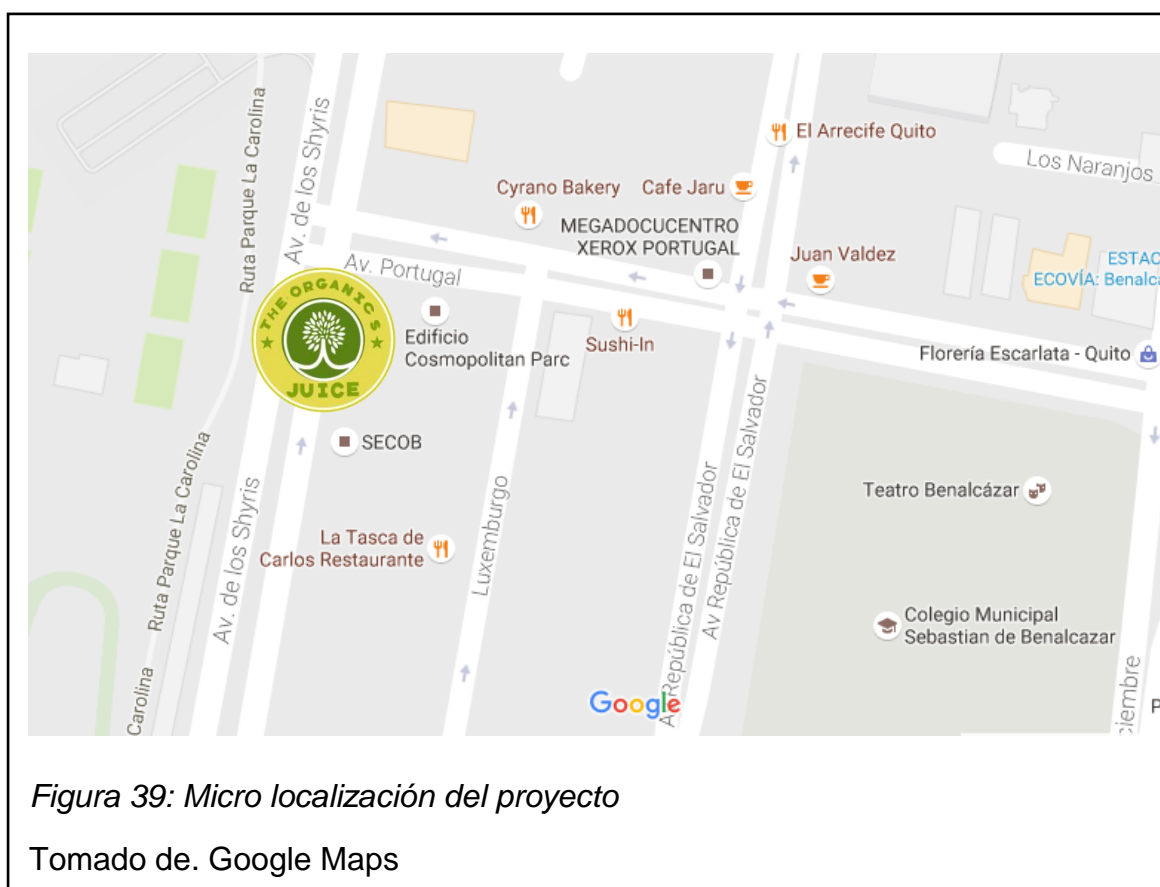 Ruta Parque La Carolina
Av. de los Shyris
El Arrecife Quito
Los Naranjos
Cyrano Bakery
Cafe Jaru
MEGADOCUCENTRO
XEROX PORTUGAL
Juan Valdez
ESTAC
ECOVÍA: Benalca
Av. Portugal
THE ORGANIC'S
JUICE
Edificio
Cosmopolitan Parc
Sushi-In
Florería Escarlata - Quito
SECOB
Ruta Parque La Carolina
Av. de los Shyris
La Tasca de
Carlos Restaurante
Luxemburgo
Av República de El Salvador
Av República de El Salvador
Teatro Benalcázar
Colegio Municipal
Sebastian de Benalcazar
Carolina
Google
ciembre
P
Figura 39: Micro localización del proyecto
Tomado de. Google Maps